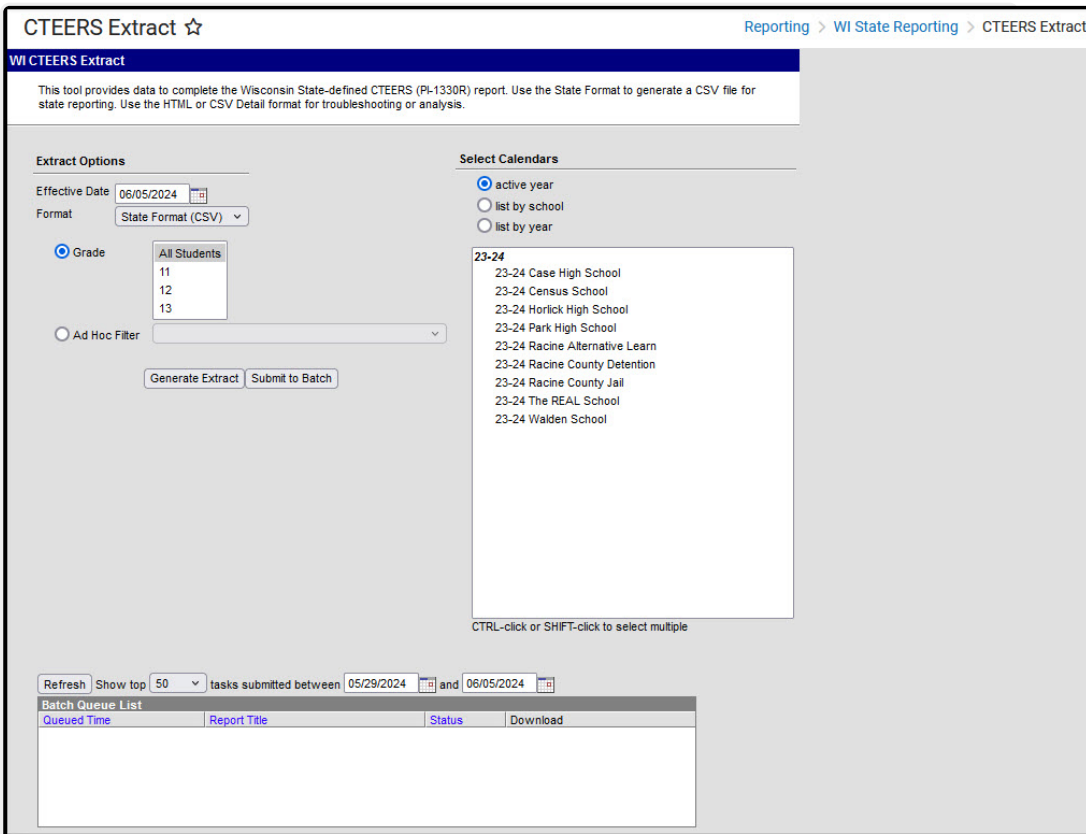 CTEERS Extract
Reporting > WI State Reporting > CTEERS Extract
WI CTEERS Extract
This tool provides data to complete the Wisconsin State-defined CTEERS (PI-1330R) report. Use the State Format to generate a CSV file for
state reporting. Use the HTML or CSV Detail format for troubleshooting or analysis.
Extract Options
Effective Date 06/05/2024
Format State Format (CSV)
Grade
All Students
11
12
13
Ad Hoc Filter
Generate Extract Submit to Batch
Select Calendars
active year
list by school
list by year
23-24
23-24 Case High School
23-24 Census School
23-24 Horlick High School
23-24 Park High School
23-24 Racine Alternative Learn
23-24 Racine County Detention
23-24 Racine County Jail
23-24 The REAL School
23-24 Walden School
CTRL-click or SHIFT-click to select multiple
Refresh Show top 50 tasks submitted between 05/29/2024 and 06/05/2024
Batch Queue List
Queued Time Report Title Status Download